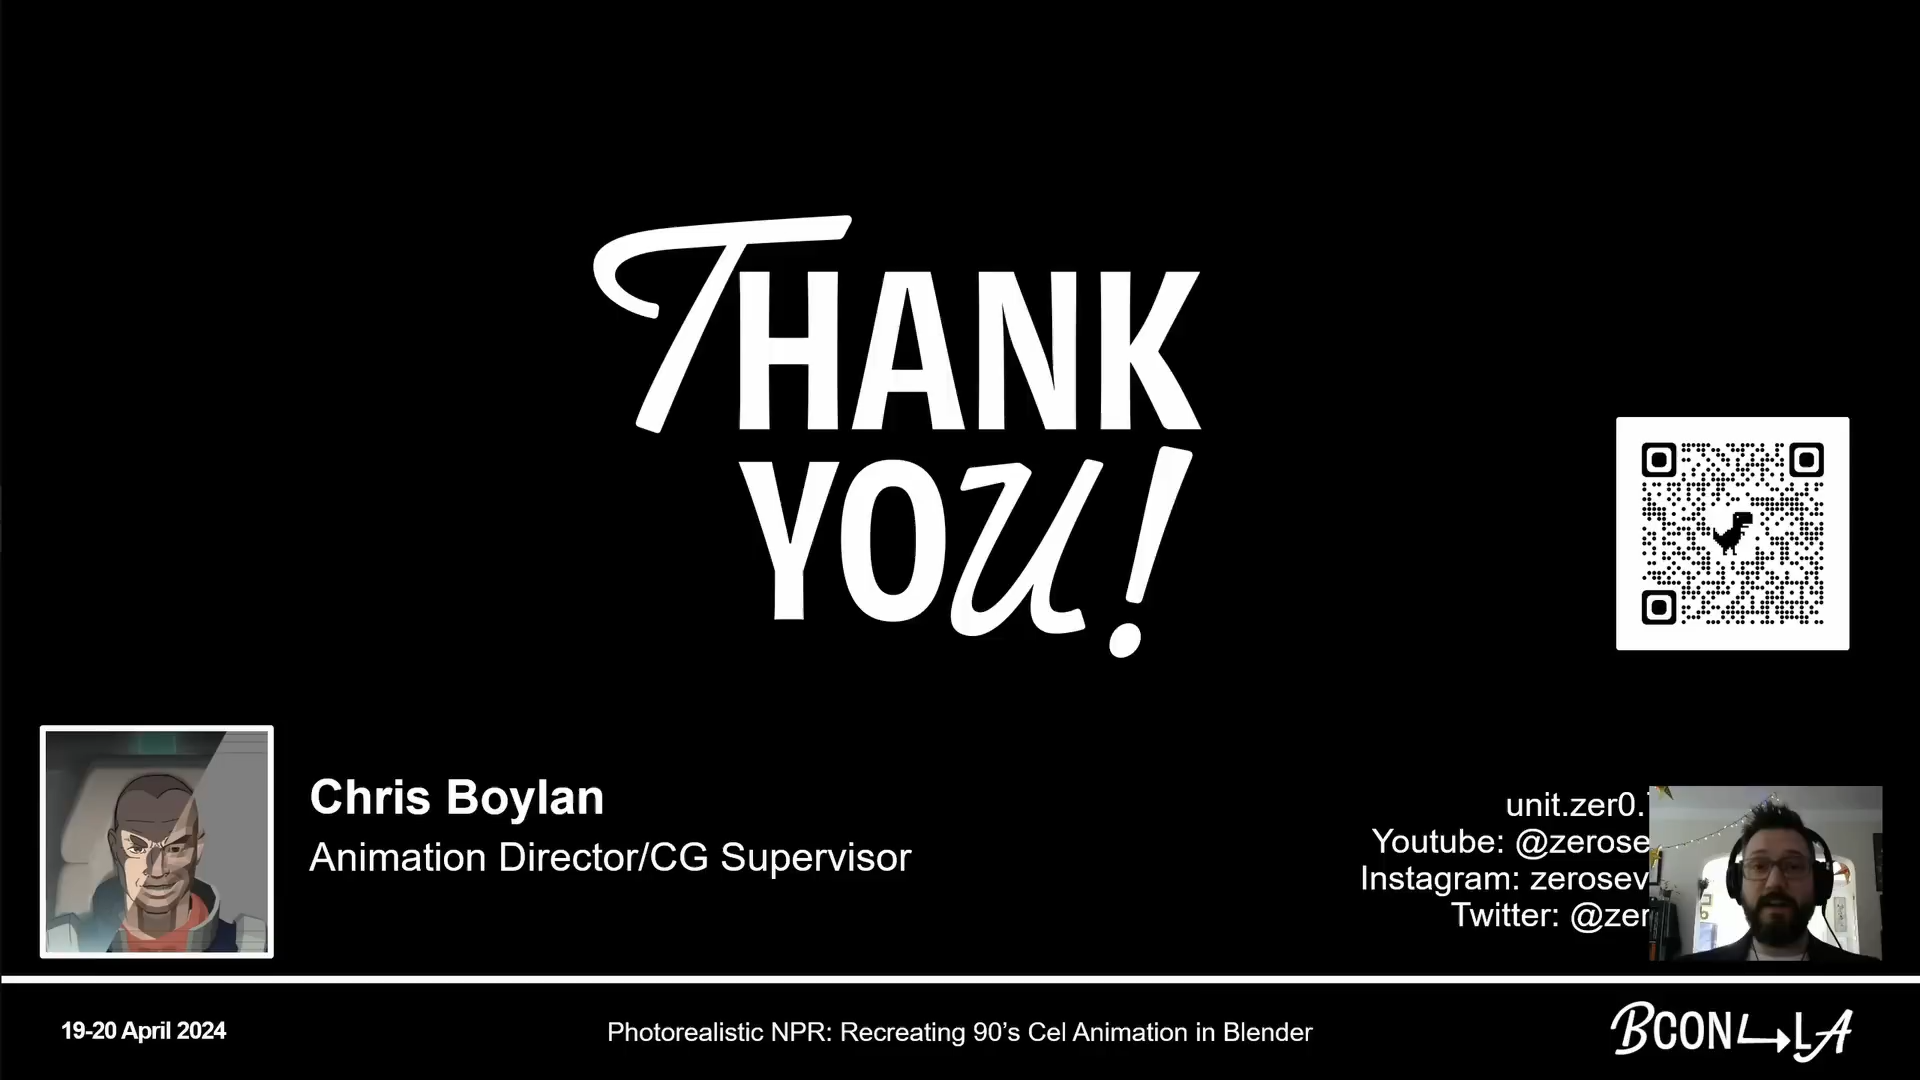 THANK
YOU!
Chris Boylan
Animation Director/CG Supervisor
unit.zer0.
Youtube: @zerose
Instagram: zerosev
Twitter: @zer
19-20 April 2024
Photorealistic NPR: Recreating 90’s Cel Animation in Blender
BCON LA